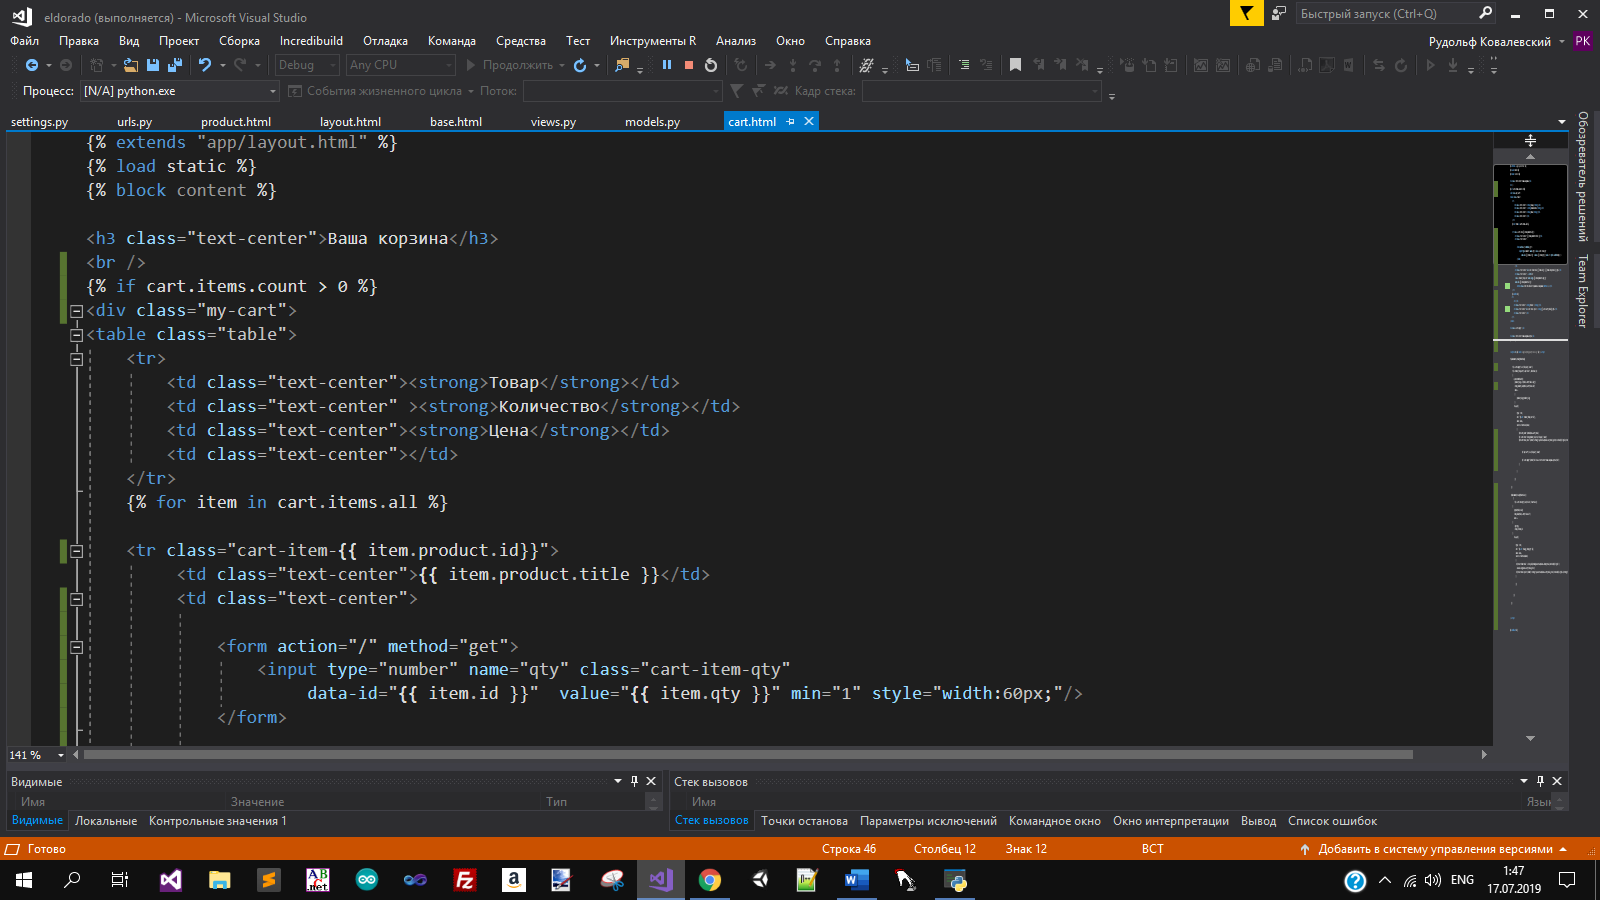 eldorado (выполняется) - Microsoft Visual Studio
Быстрый запуск (Ctrl+Q)
Файл Правка Вид Проект Сборка Incredibuild Отладка Команда Средства Тест Инструменты R Анализ Окно Справка
Рудольф Ковалевский РК
Debug Any CPU Продолжить
Процесс: [N/A] python.exe События жизненного цикла Поток: Кадр стека:
settings.py urls.py product.html layout.html base.html views.py models.py cart.html
{% extends "app/layout.html" %}
{% load static %}
{% block content %}
<h3 class="text-center">Ваша корзина</h3>
<br />
{% if cart.items.count > 0 %}
<div class="my-cart">
<table class="table">
<tr>
<td class="text-center"><strong>Товар</strong></td>
<td class="text-center" ><strong>Количество</strong></td>
<td class="text-center"><strong>Цена</strong></td>
<td class="text-center"></td>
</tr>
{% for item in cart.items.all %}
<tr class="cart-item-{{ item.product.id}}">
<td class="text-center">{{ item.product.title }}</td>
<td class="text-center">
<form action="/" method="get">
<input type="number" name="qty" class="cart-item-qty"
data-id="{{ item.id }}"  value="{{ item.qty }}" min="1" style="width:60px;"/>
</form>
Обозреватель решений
Team Explorer
141 %
Видимые
Имя Значение Тип
Видимые Локальные Контрольные значения 1
Стек вызовов
Имя Язык
Стек вызовов Точки останова Параметры исключений Командное окно Окно интерпретации Вывод Список ошибок
Готово Строка 46 Столбец 12 Знак 12 ВСТ Добавить в систему управления версиями
ENG
1:47
17.07.2019